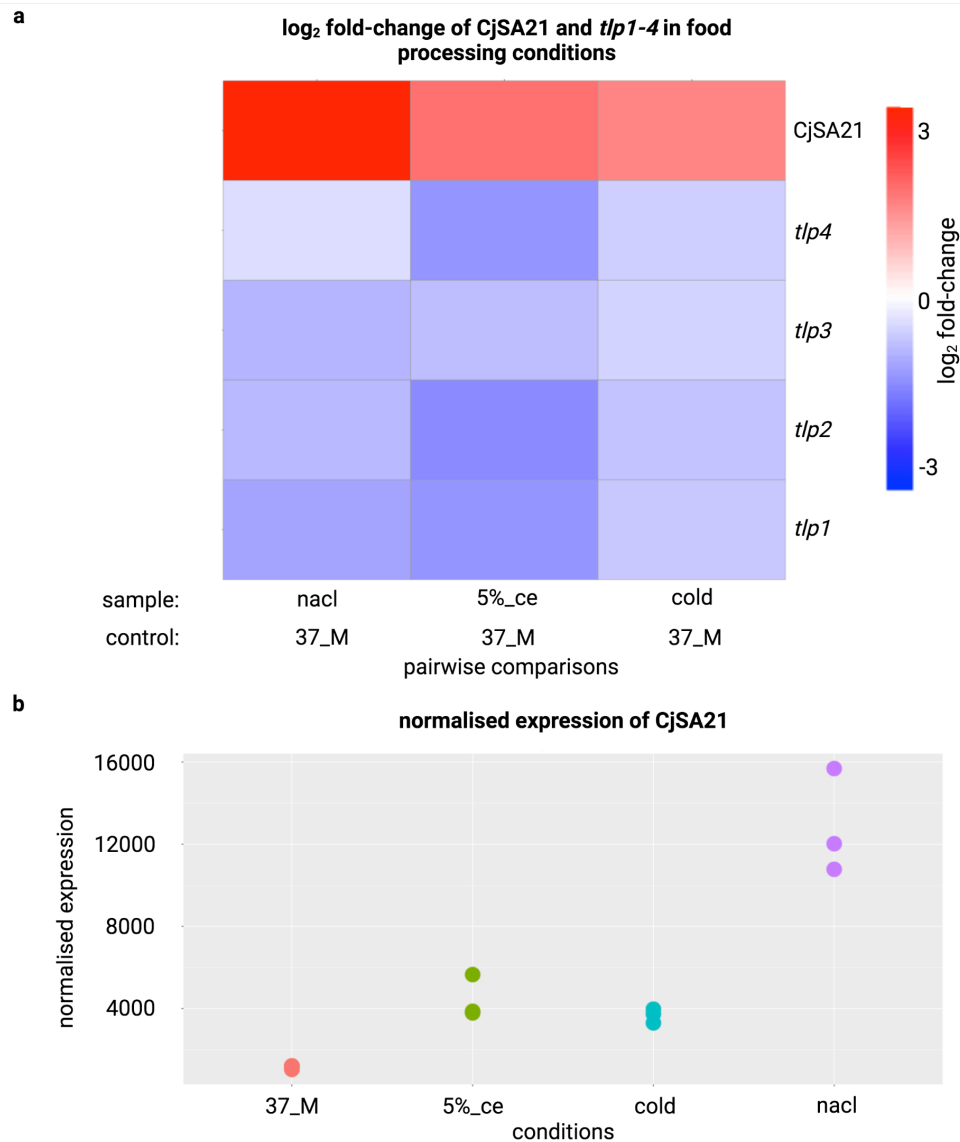 a
log₂ fold-change of CjSA21 and tlp1-4 in food
processing conditions
CjSA21
tlp4
tlp3
tlp2
tlp1
3
0
-3
log₂ fold-change
sample: nacl 5%_ce cold
control: 37_M 37_M 37_M
pairwise comparisons
b
normalised expression of CjSA21
normalised expression
16000
12000
8000
4000
37_M 5%_ce cold nacl
conditions